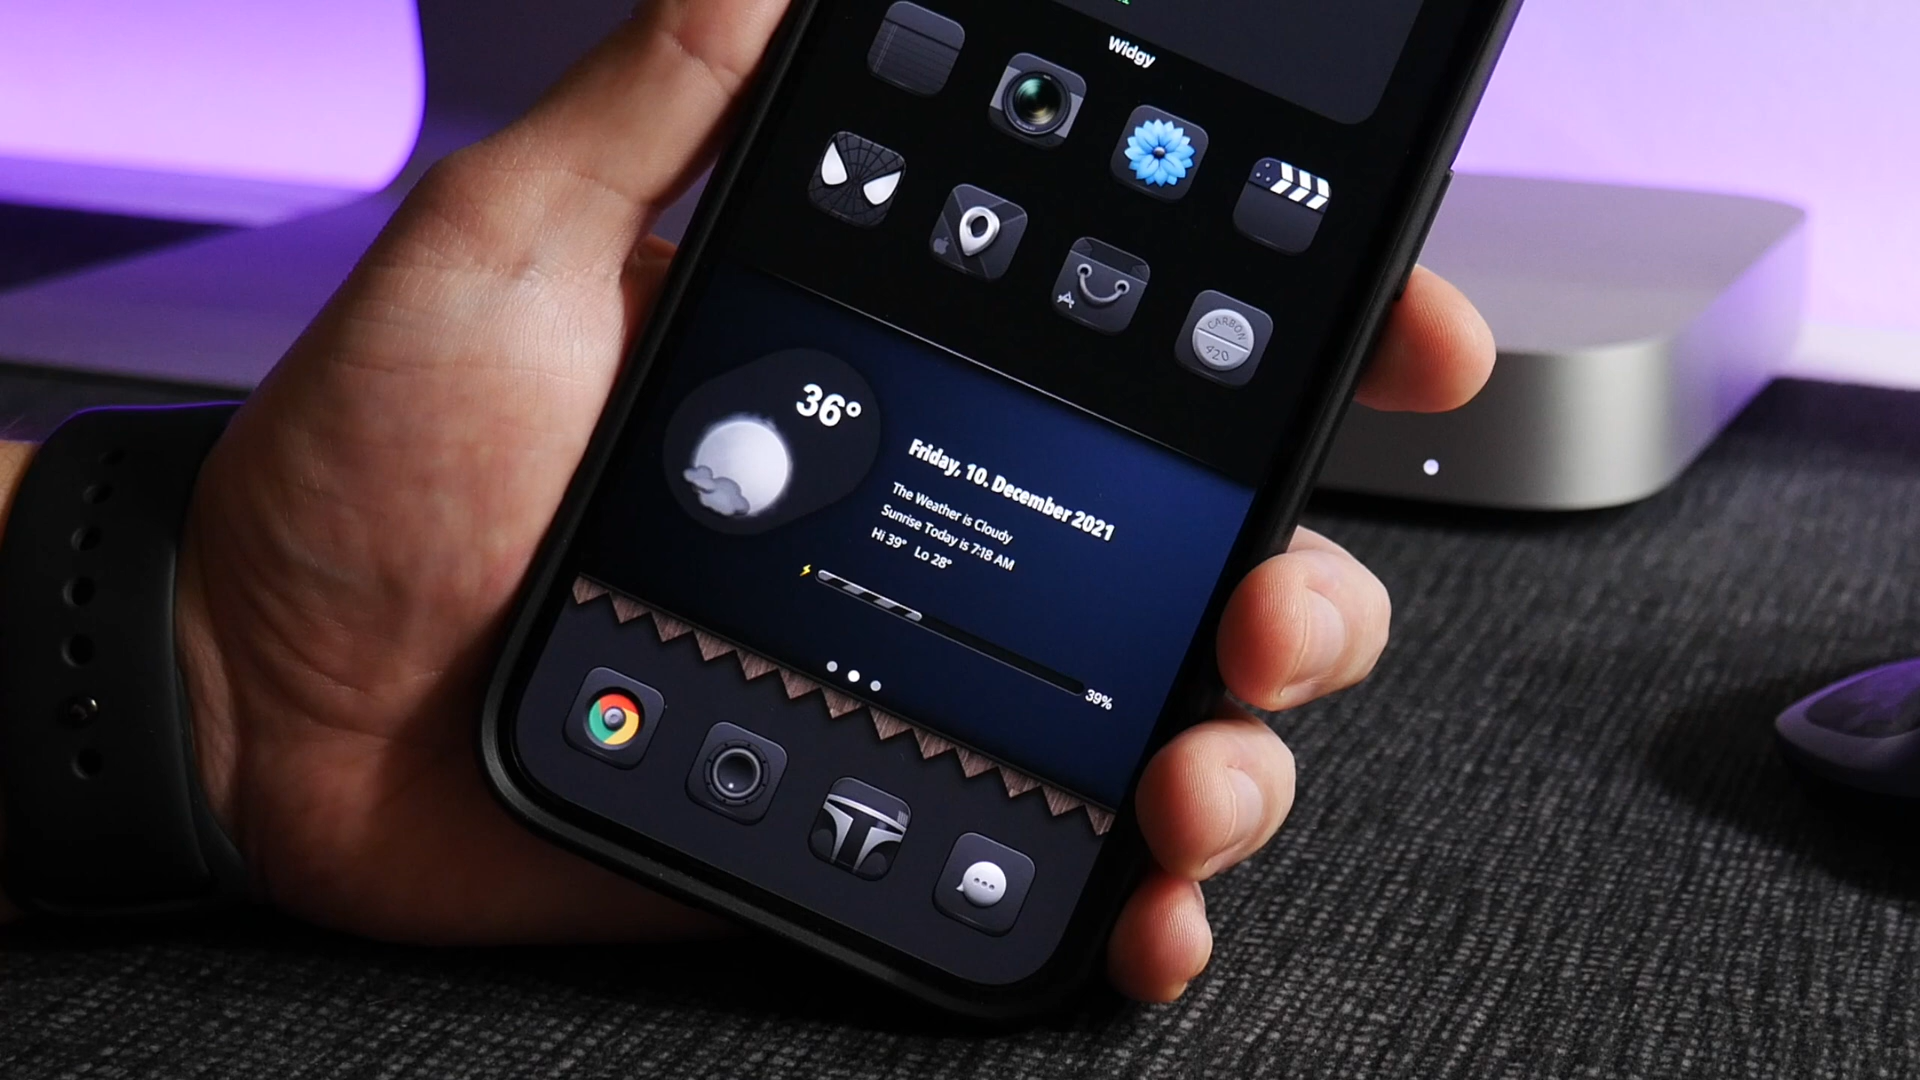 Widgy
CARBON
420
36°
Friday, 10. December 2021
The Weather is Cloudy
Sunrise Today is 7:18 AM
Hi 39° Lo 28°
39%